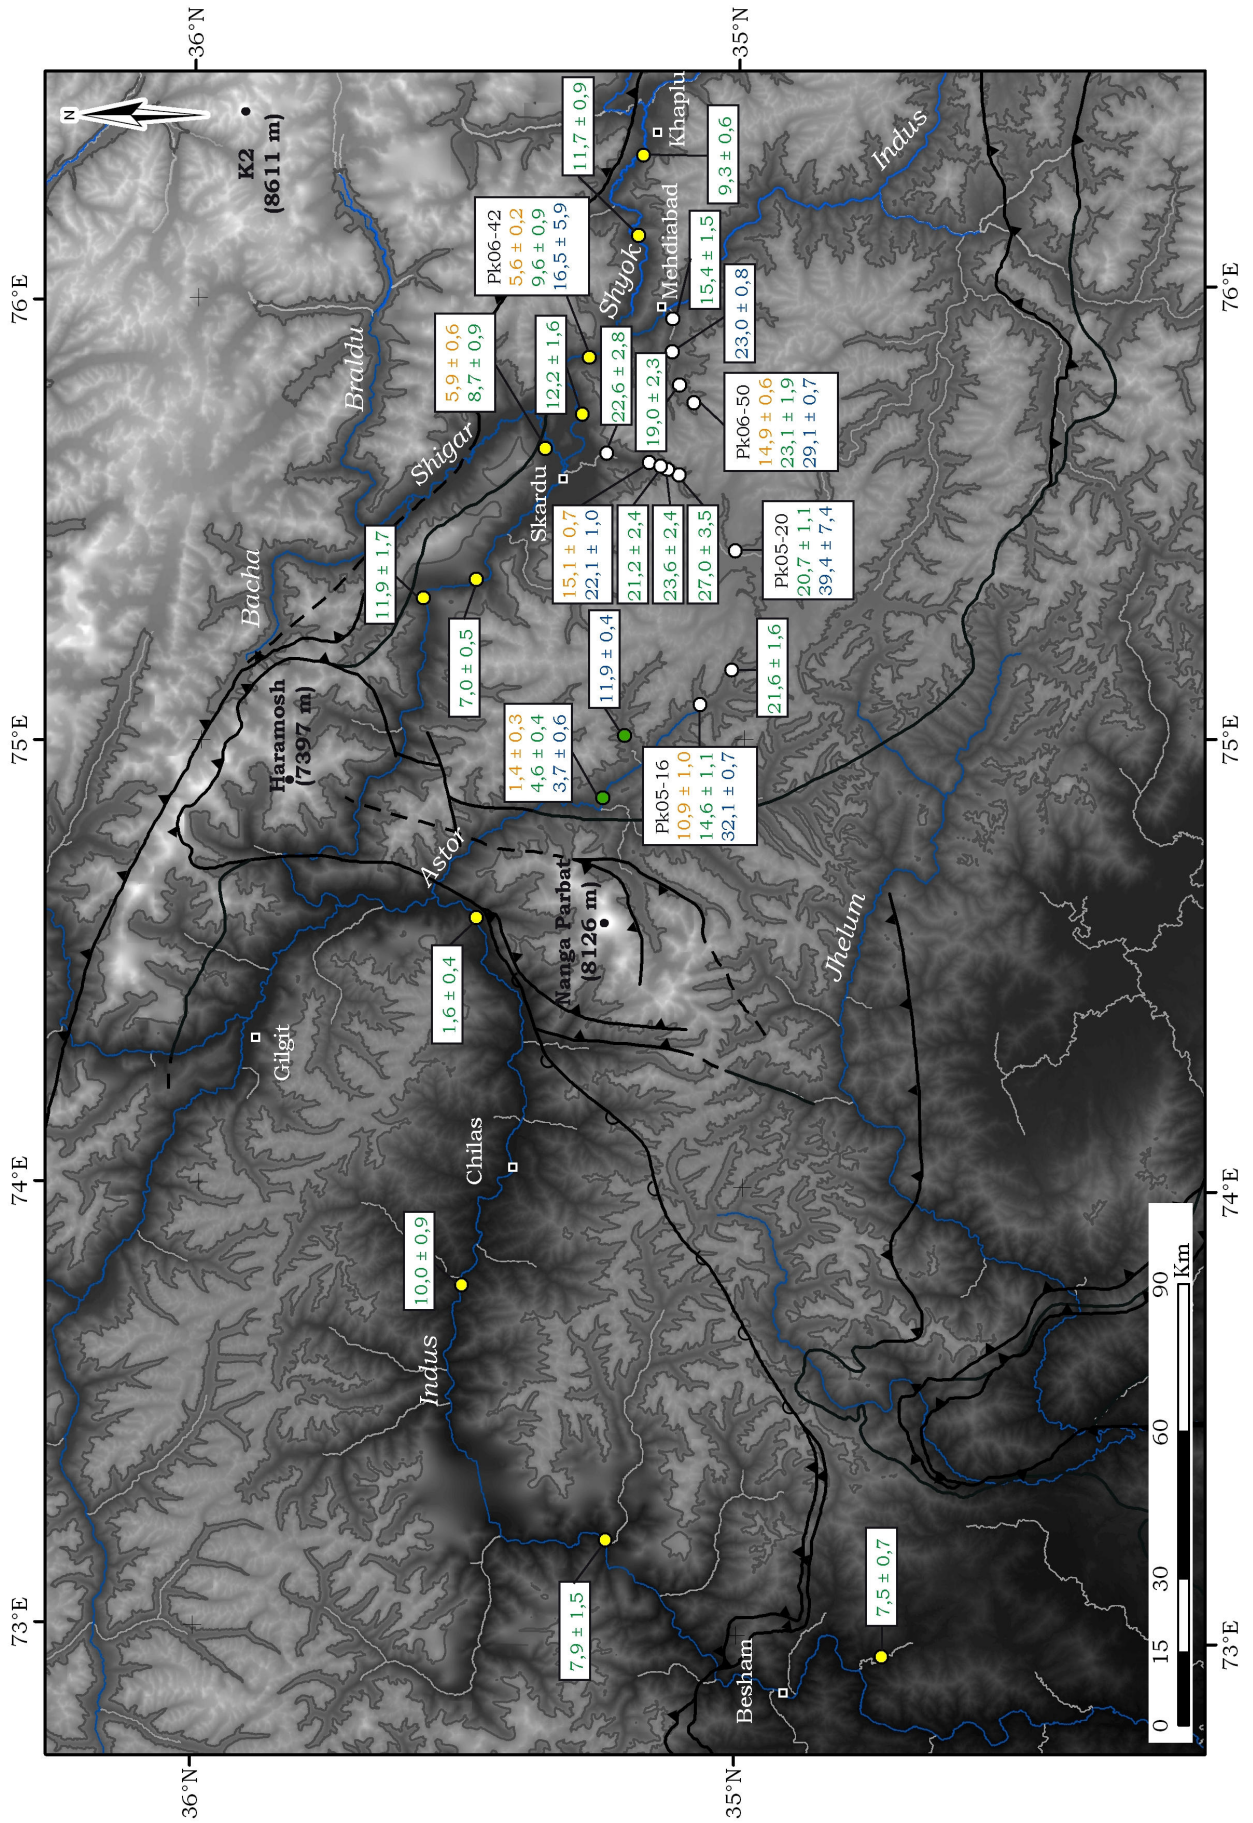 36°N
35°N
73°E
74°E
75°E
76°E
73°E
74°E
75°E
76°E
36°N
35°N
N
K2
(8611 m)
Braldu
Bacha
Haramosh
(7397 m)
Shigar
Gilgit
Pk06-42
5,6 ± 0,2
9,6 ± 0,9
16,5 ± 5,9
11,7 ± 0,9
5,9 ± 0,6
8,7 ± 0,9
12,2 ± 1,6
11,9 ± 1,7
7,0 ± 0,5
Shyok
Khaplu
9,3 ± 0,6
Mehdiabad
Indus
15,4 ± 1,5
23,0 ± 0,8
22,6 ± 2,8
19,0 ± 2,3
Skardu
15,1 ± 0,7
22,1 ± 1,0
21,2 ± 2,4
23,6 ± 2,4
27,0 ± 3,5
Pk06-50
14,9 ± 0,6
23,1 ± 1,9
29,1 ± 0,7
Pk05-20
20,7 ± 1,1
39,4 ± 7,4
11,9 ± 0,4
21,6 ± 1,6
1,4 ± 0,3
4,6 ± 0,4
3,7 ± 0,6
Pk05-16
10,9 ± 1,0
14,6 ± 1,1
32,1 ± 0,7
Astor
Nanga Parbat
(8126 m)
1,6 ± 0,4
Chilas
10,0 ± 0,9
Indus
Jhelum
7,9 ± 1,5
Besham
7,5 ± 0,7
0
15
30
60
90
Km